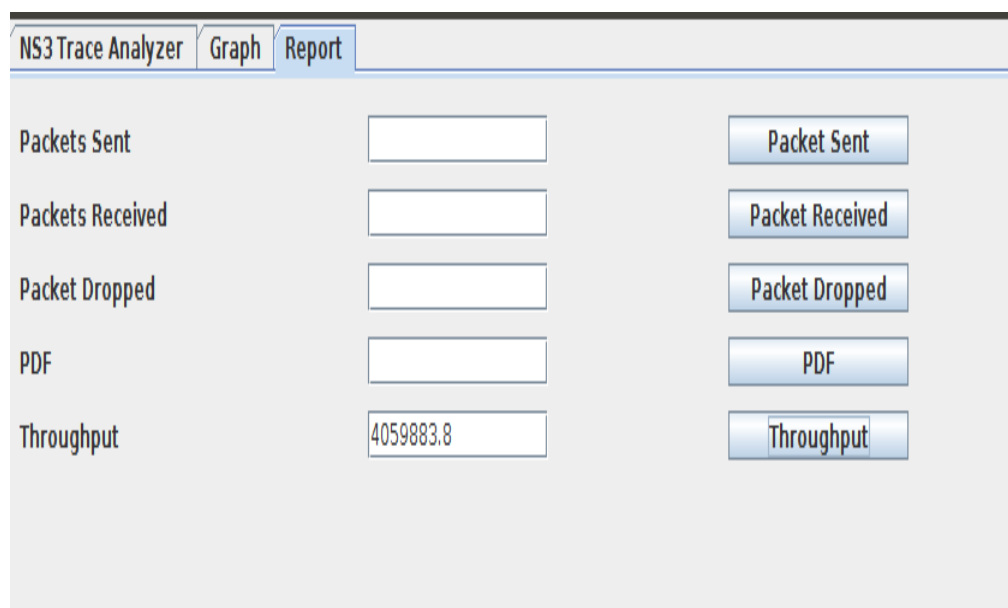 NS3 Trace Analyzer Graph Report
Packets Sent Packet Sent
Packets Received Packet Received
Packet Dropped Packet Dropped
PDF PDF
Throughput 4059883.8 Throughput